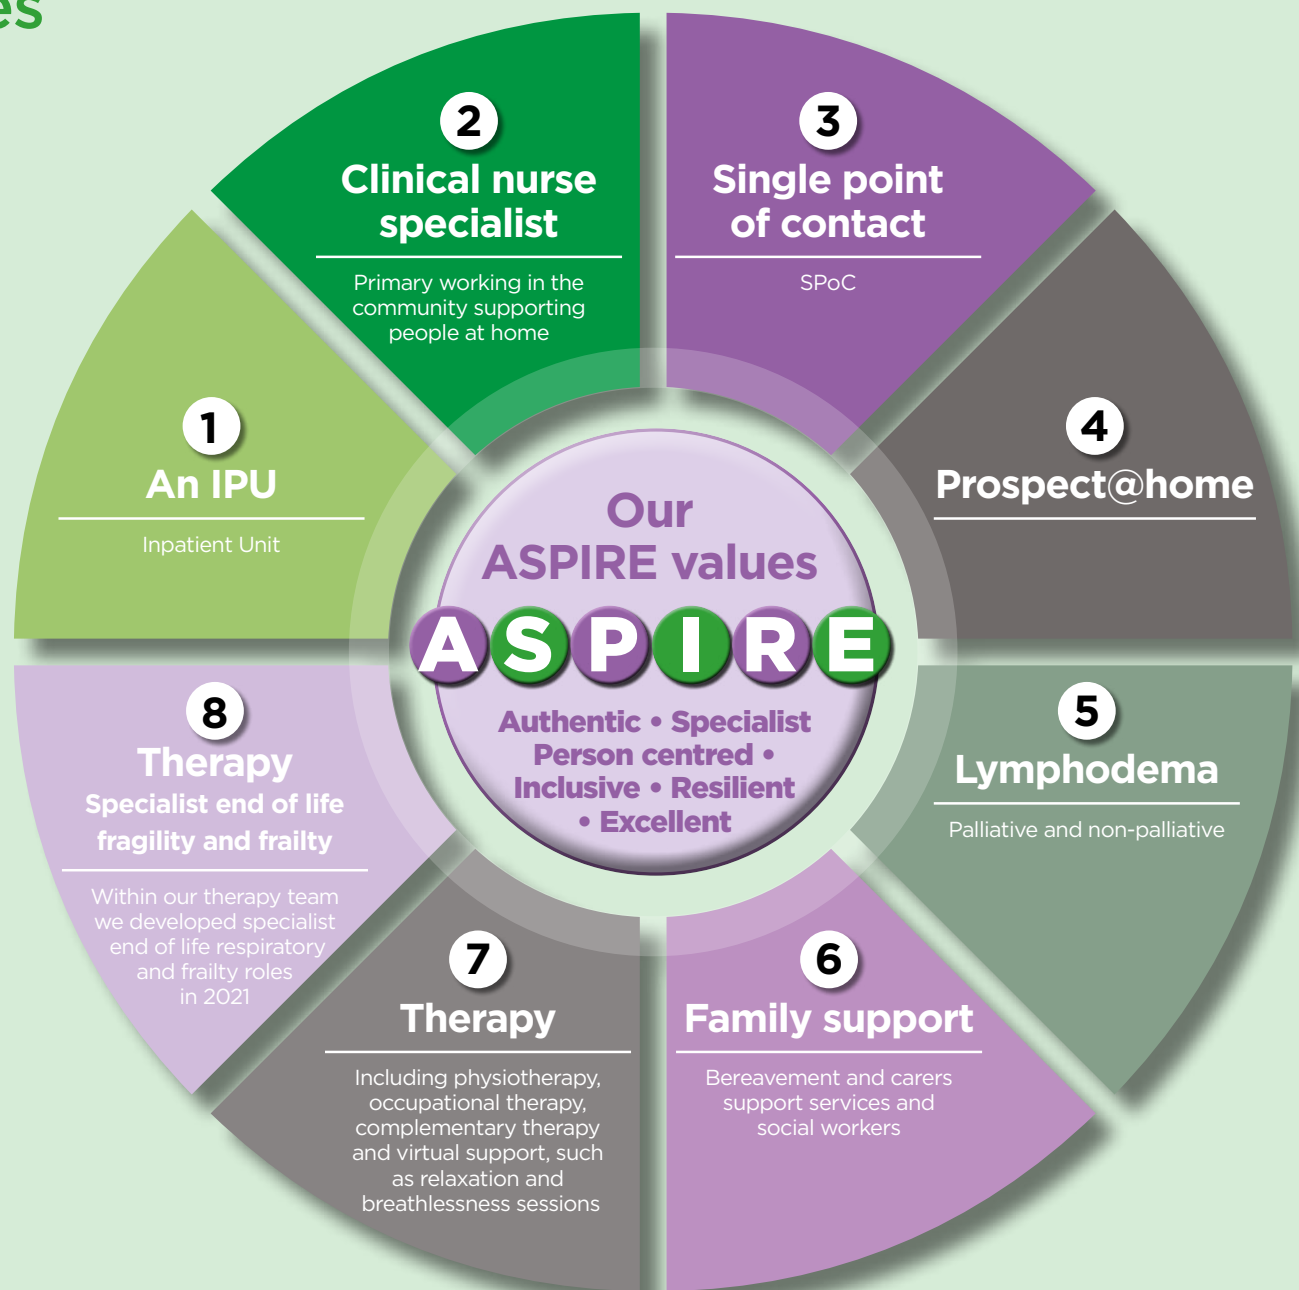 es
2
Clinical nurse
specialist
Primary working in the
community supporting
people at home
3
Single point
of contact
SPoC
1
An IPU
Inpatient Unit
4
Prospect@home
Our
ASPIRE values
ASPIRE
Authentic • Specialist
Person centred •
Inclusive • Resilient
• Excellent
8
Therapy
Specialist end of life
fragility and frailty
Within our therapy team
we developed specialist
end of life respiratory
and frailty roles
in 2021
5
Lymphodema
Palliative and non-palliative
7
Therapy
Including physiotherapy,
occupational therapy,
complementary therapy
and virtual support, such
as relaxation and
breathlessness sessions
6
Family support
Bereavement and carers
support services and
social workers